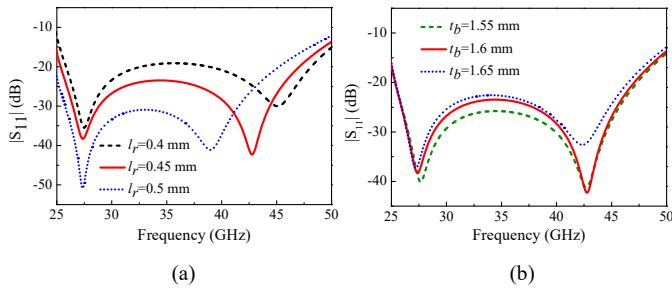 -10
-20
-30
-40
-50
|S11| (dB)
lr=0.4 mm
lr=0.45 mm
lr=0.5 mm
25 30 35 40 45 50
Frequency (GHz)
(a)
-10
-20
-30
-40
|S11| (dB)
tb=1.55 mm
tb=1.6 mm
tb=1.65 mm
25 30 35 40 45 50
Frequency (GHz)
(b)